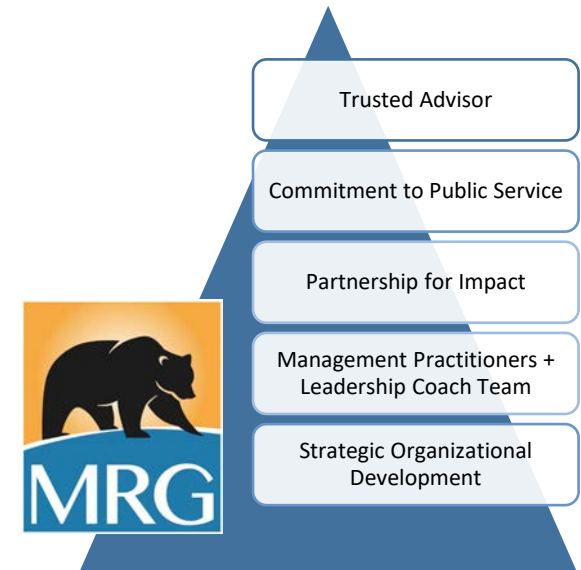 Trusted Advisor
Commitment to Public Service
Partnership for Impact
Management Practitioners +
Leadership Coach Team
Strategic Organizational
Development
MRG